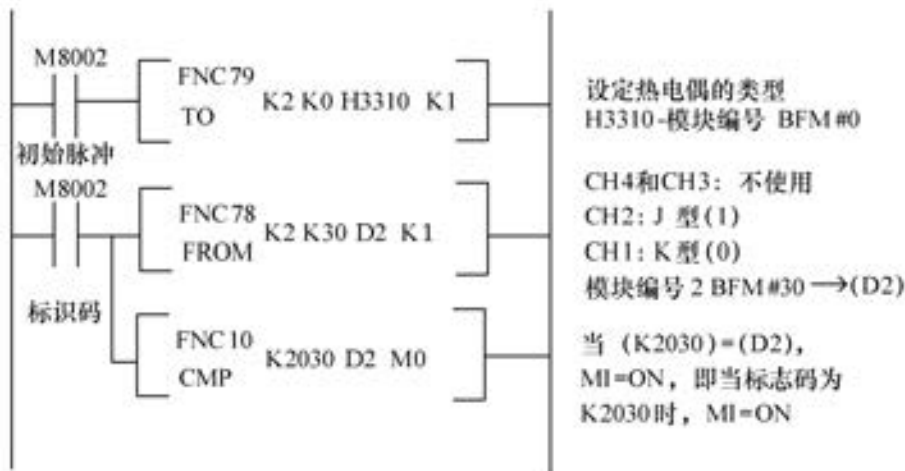 M8002
FNC79
TO
K2 K0 H3310 K1
初始脉冲
M8002
FNC78
FROM
K2 K30 D2 K1
标识码
FNC10
CMP
K2030 D2 M0
设定热电偶的类型
H3310-模块编号 BFM#0
CH4和CH3: 不使用
CH2: J 型(1)
CH1: K 型(0)
模块编号 2 BFM#30→(D2)
当 (K2030)=(D2),
MI=ON, 即当标志码为
K2030时, MI=ON